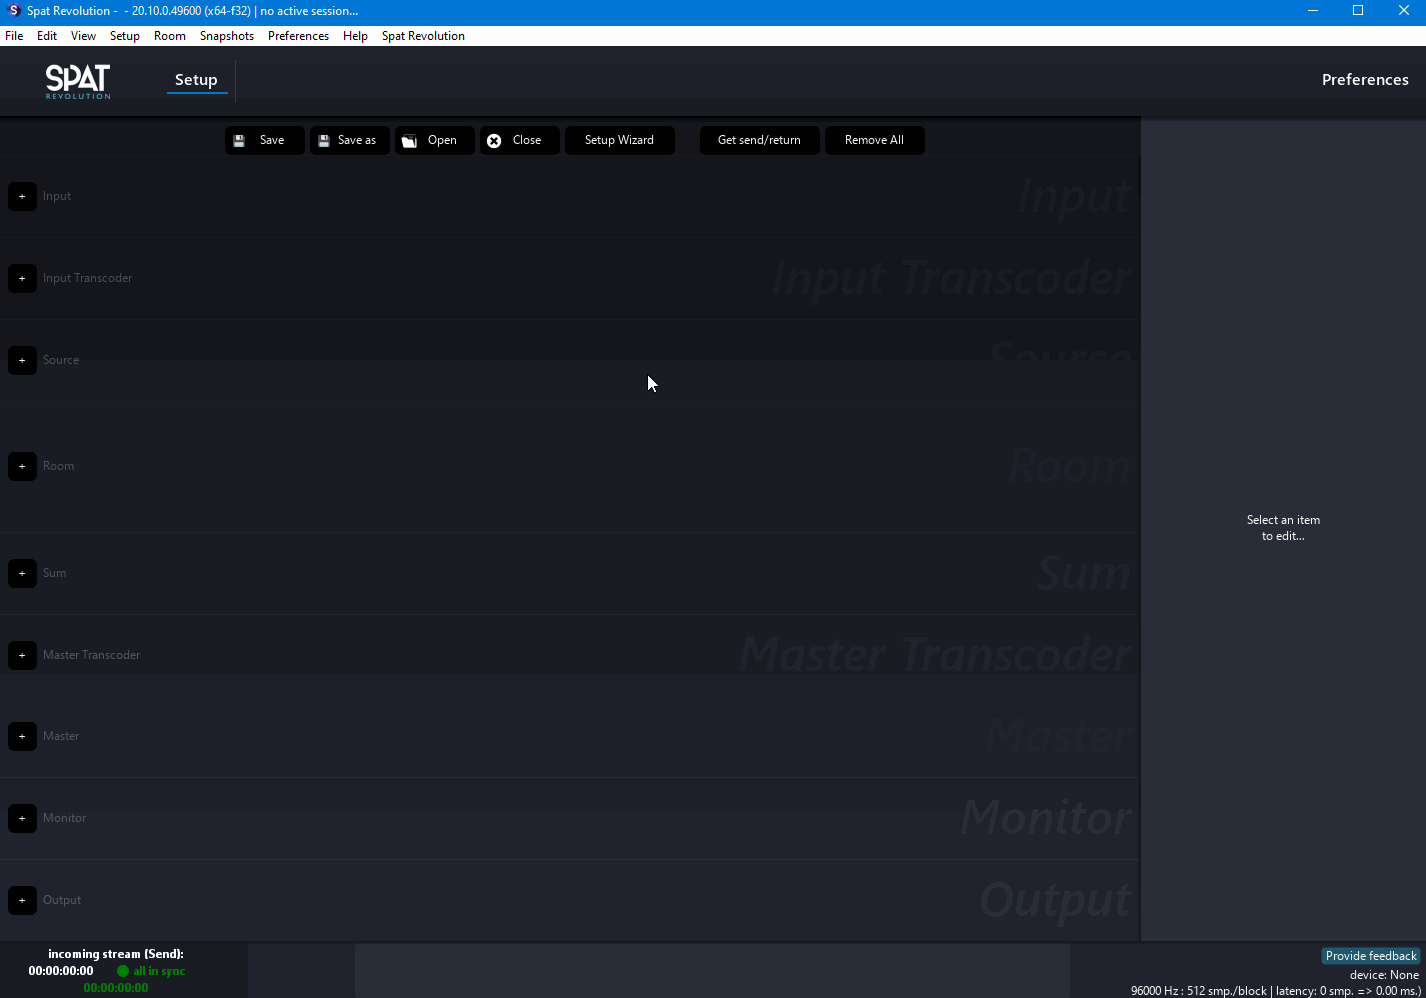 Spat Revolution - - 20.10.0.49600 (x64-f32) | no active session...
File Edit View Setup Room Snapshots Preferences Help Spat Revolution
SPAT
REVOLUTION
Setup
Preferences
Save Save as Open Close Setup Wizard Get send/return Remove All
+ Input Input
+ Input Transcoder Input Transcoder
+ Source Source
+ Room Room
Select an item
to edit...
+ Sum Sum
+ Master Transcoder Master Transcoder
+ Master Master
+ Monitor Monitor
+ Output Output
incoming stream (Send):
00:00:00:00 all in sync
00:00:00:00
Provide feedback
device: None
96000 Hz : 512 smp./block | latency: 0 smp. => 0.00 ms.)